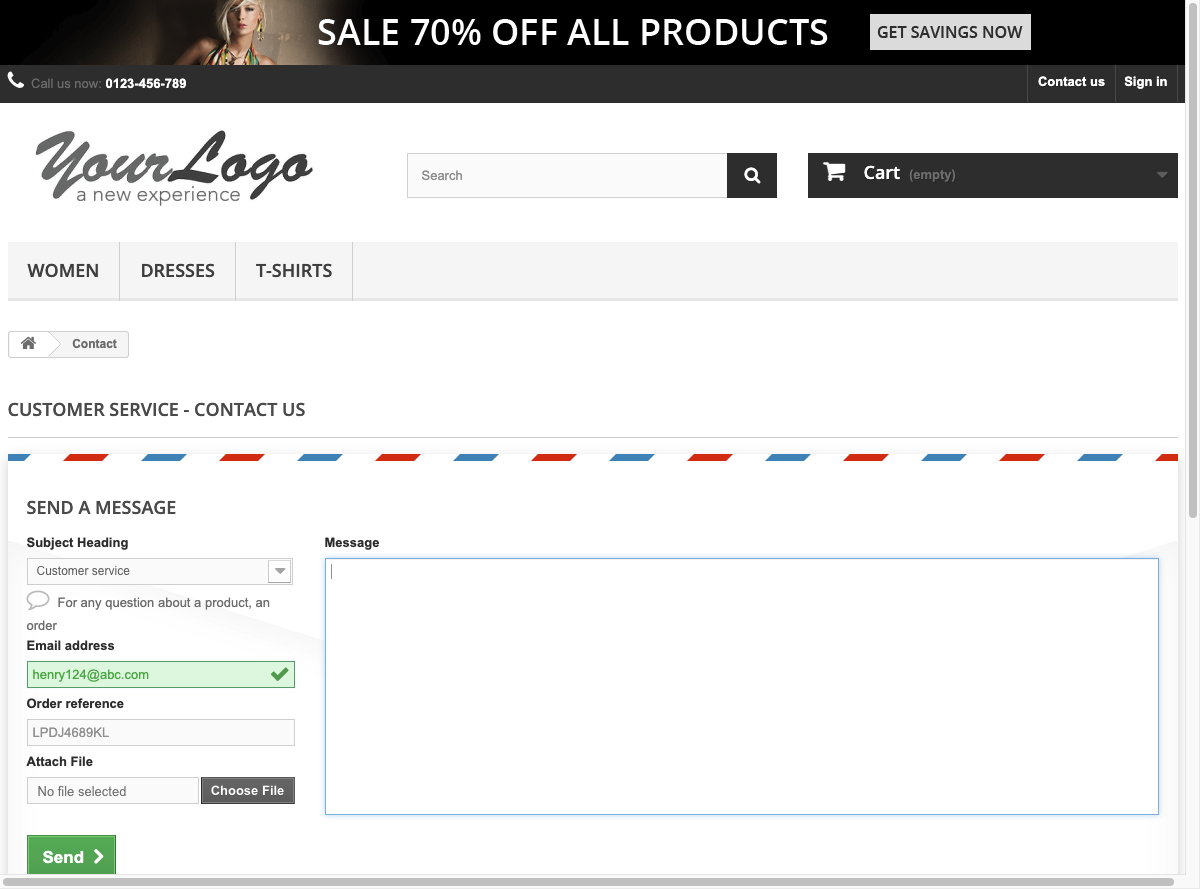 SALE 70% OFF ALL PRODUCTS GET SAVINGS NOW
Call us now: 0123-456-789 Contact us Sign in
Your Logo
a new experience
Search
Cart (empty)
WOMEN DRESSES T-SHIRTS
Contact
CUSTOMER SERVICE - CONTACT US
SEND A MESSAGE
Subject Heading
Customer service
For any question about a product, an
order
Email address
henry124@abc.com
Order reference
LPDJ4689KL
Attach File
No file selected Choose File
Send
Message